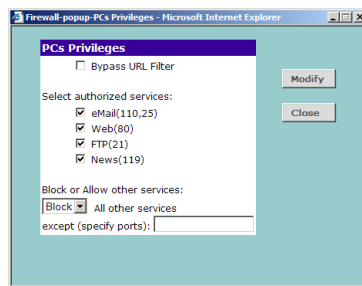 Firewall-popup-PCs Privileges - Microsoft Internet Explorer
PCs Privileges
Bypass URL Filter
Modify
Select authorized services:
Close
eMail(110,25)
Web(80)
FTP(21)
News(119)
Block or Allow other services:
Block All other services
except (specify ports):